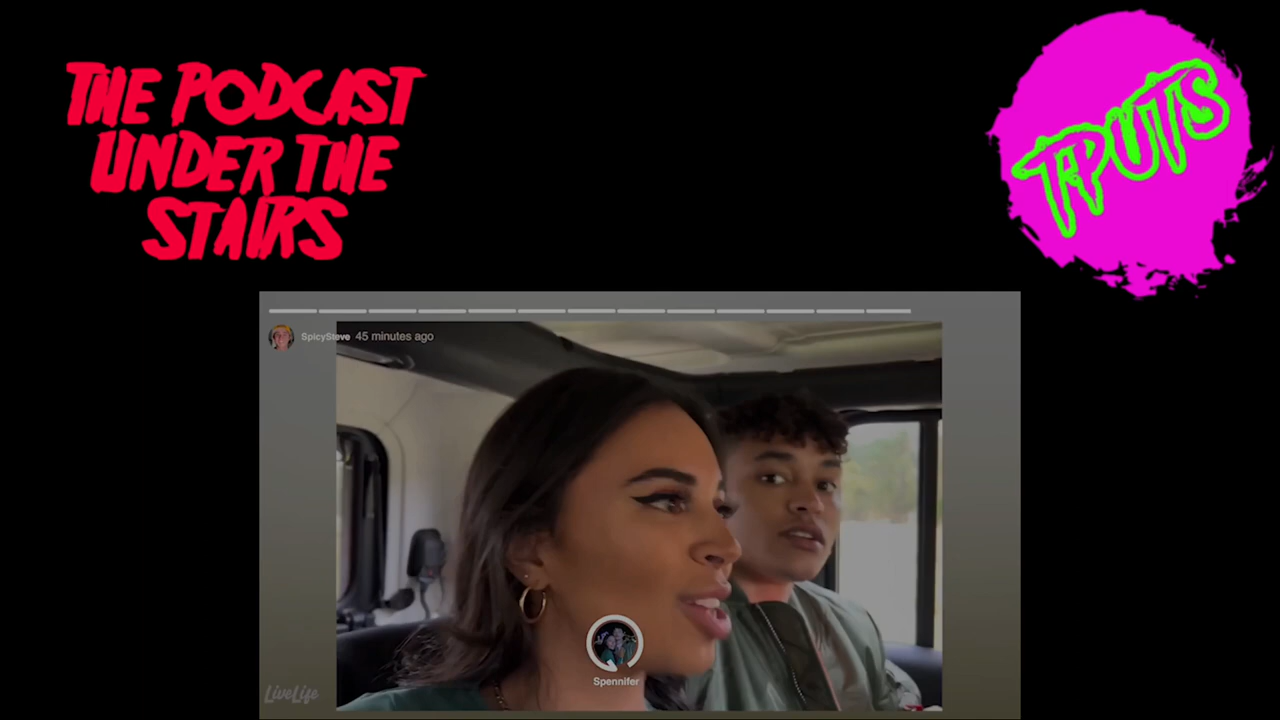 THE PODCAST
UNDER THE
STAIRS
TPUTS
SpicySteve 45 minutes ago
Spennifer
LiveLife